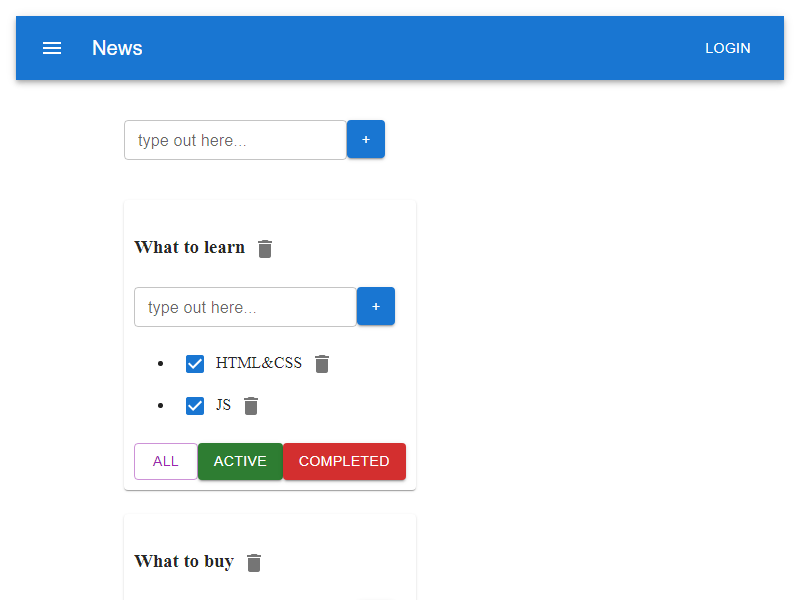 News LOGIN
type out here... +
What to learn
type out here... +
HTML&CSS
JS
ALL ACTIVE COMPLETED
What to buy